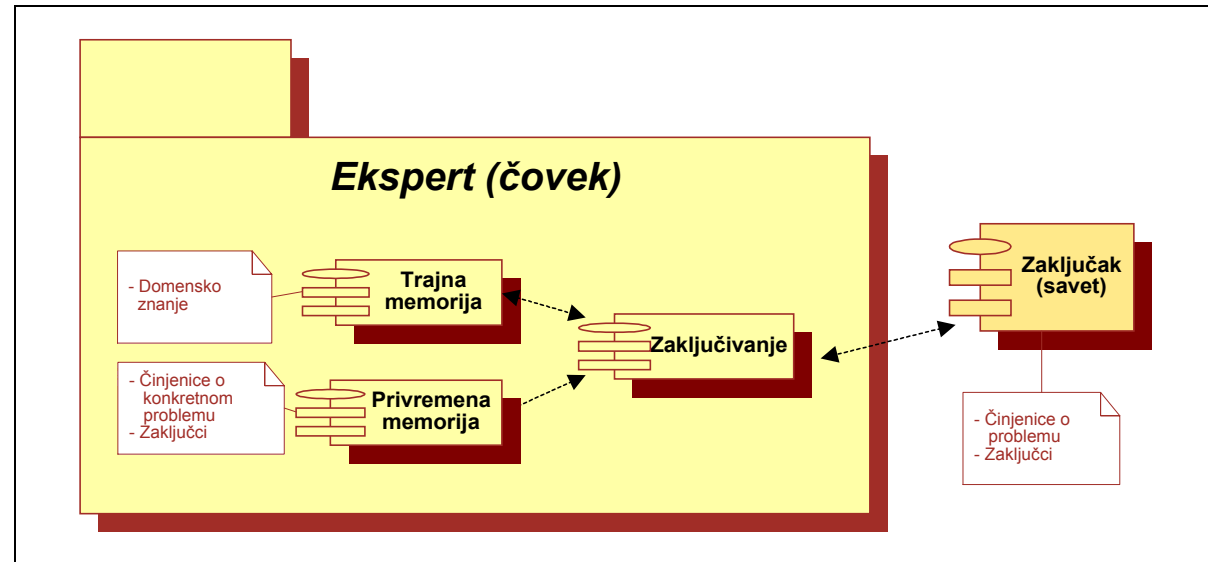 Ekspert (čovek)
- Domensko
znanje
Trajna
memorija
- Činjenice o
konkretnom
problemu
- Zaključci
Privremena
memorija
Zaključivanje
Zaključak
(savet)
- Činjenice o
problemu
- Zaključci